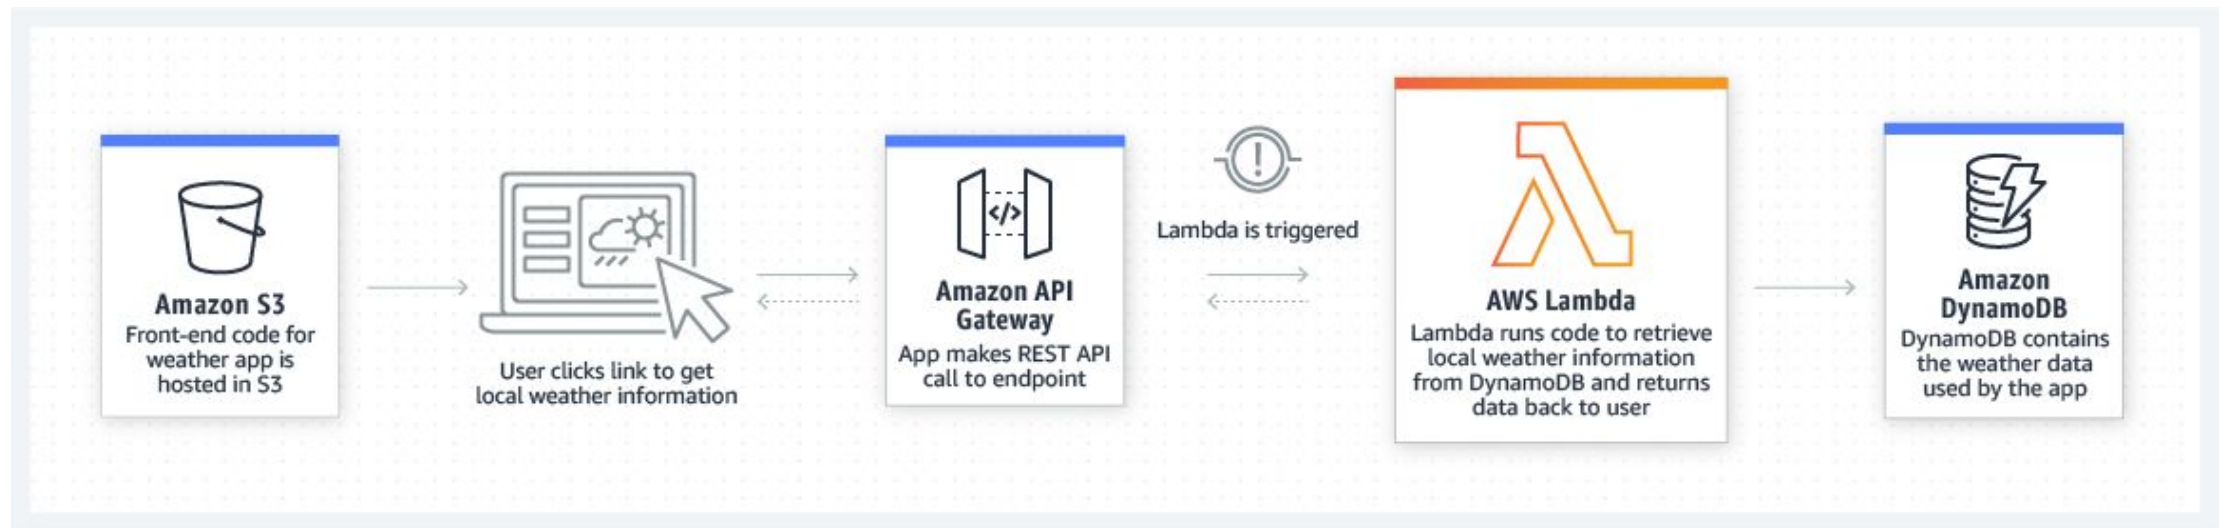 Amazon S3
Front-end code for
weather app is
hosted in S3
User clicks link to get
local weather information
</>
Amazon API
Gateway
App makes REST API
call to endpoint
Lambda is triggered
AWS Lambda
Lambda runs code to retrieve
local weather information
from DynamoDB and returns
data back to user
Amazon
DynamoDB
DynamoDB contains
the weather data
used by the app